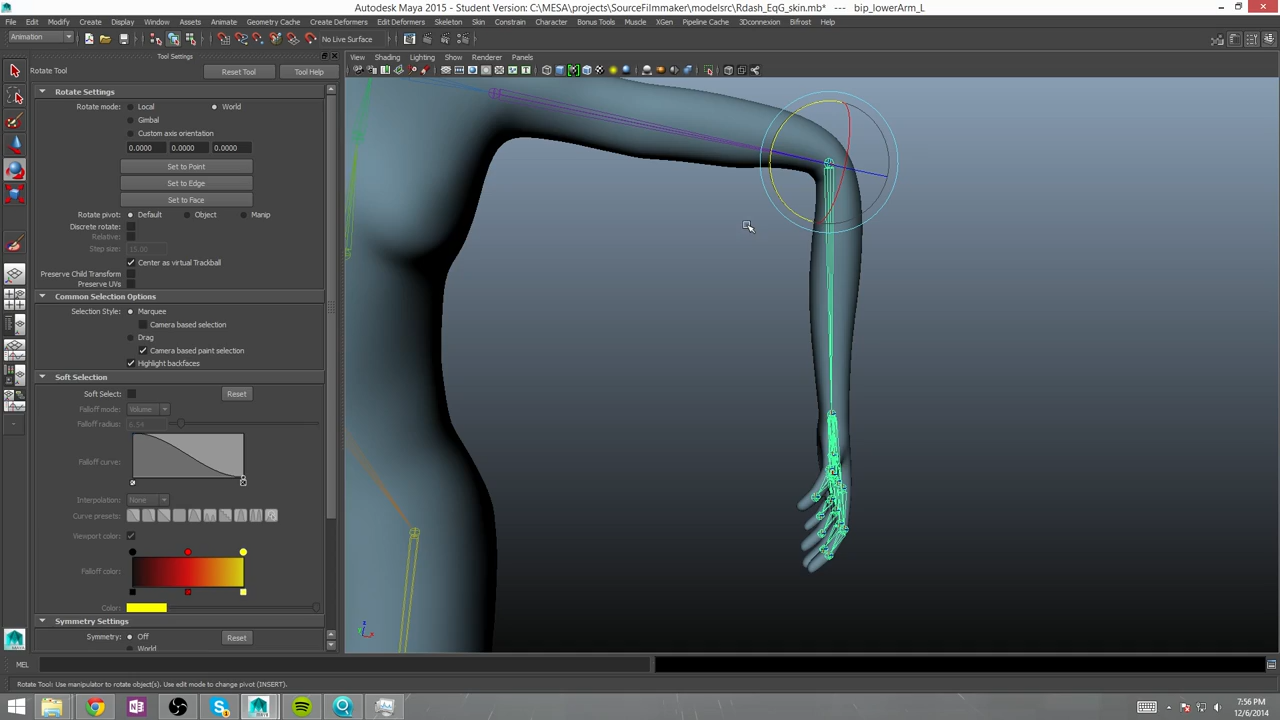 Autodesk Maya 2015 - Student Version: C:\MESA\projects\SourceFilmmaker\modelsrc\Rdash_EqG_skin.mb*   ---   bip_lowerArm_L
File Edit Modify Create Display Window Assets Animate Geometry Cache Create Deformers Edit Deformers Skeleton Skin Constrain Character Bonus Tools Muscle XGen Pipeline Cache 3Dconnexion Bifrost Help
Animation No Live Surface
Tool Settings
View Shading Lighting Show Renderer Panels
Rotate Tool Reset Tool Tool Help
Rotate Settings
Rotate mode: Local World
Gimbal
Custom axis orientation
0.0000 0.0000 0.0000
Set to Point
Set to Edge
Set to Face
Rotate pivot: Default Object Manip
Discrete rotate:
Relative:
Step size: 15.00
Center as virtual Trackball
Preserve Child Transform
Preserve UVs
Common Selection Options
Selection Style: Marquee
Camera based selection
Drag
Camera based paint selection
Highlight backfaces
Soft Selection
Soft Select: Reset
Falloff mode: Volume
Falloff radius: 6.54
Falloff curve:
Interpolation: None
Curve presets:
Viewport color:
Falloff color:
Color:
Symmetry Settings
Symmetry: Off Reset
World
z
x
MEL
Rotate Tool: Use manipulator to rotate object(s). Use edit mode to change pivot (INSERT).
7:56 PM
12/6/2014